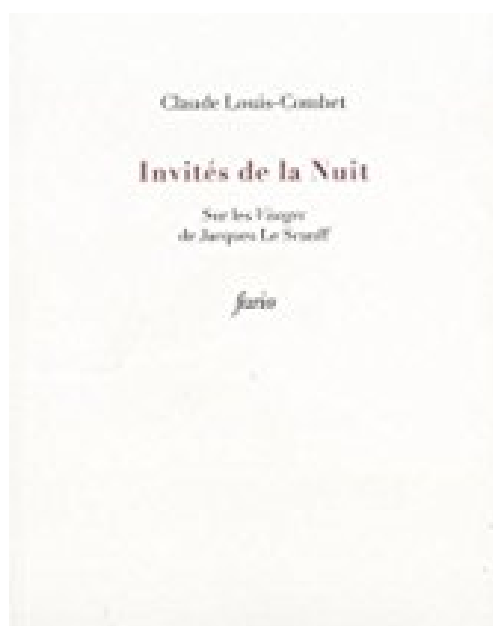 Claude Louis-Combet
Invités de la Nuit
Sur les Visages
de Jacques Le Scanff
fario